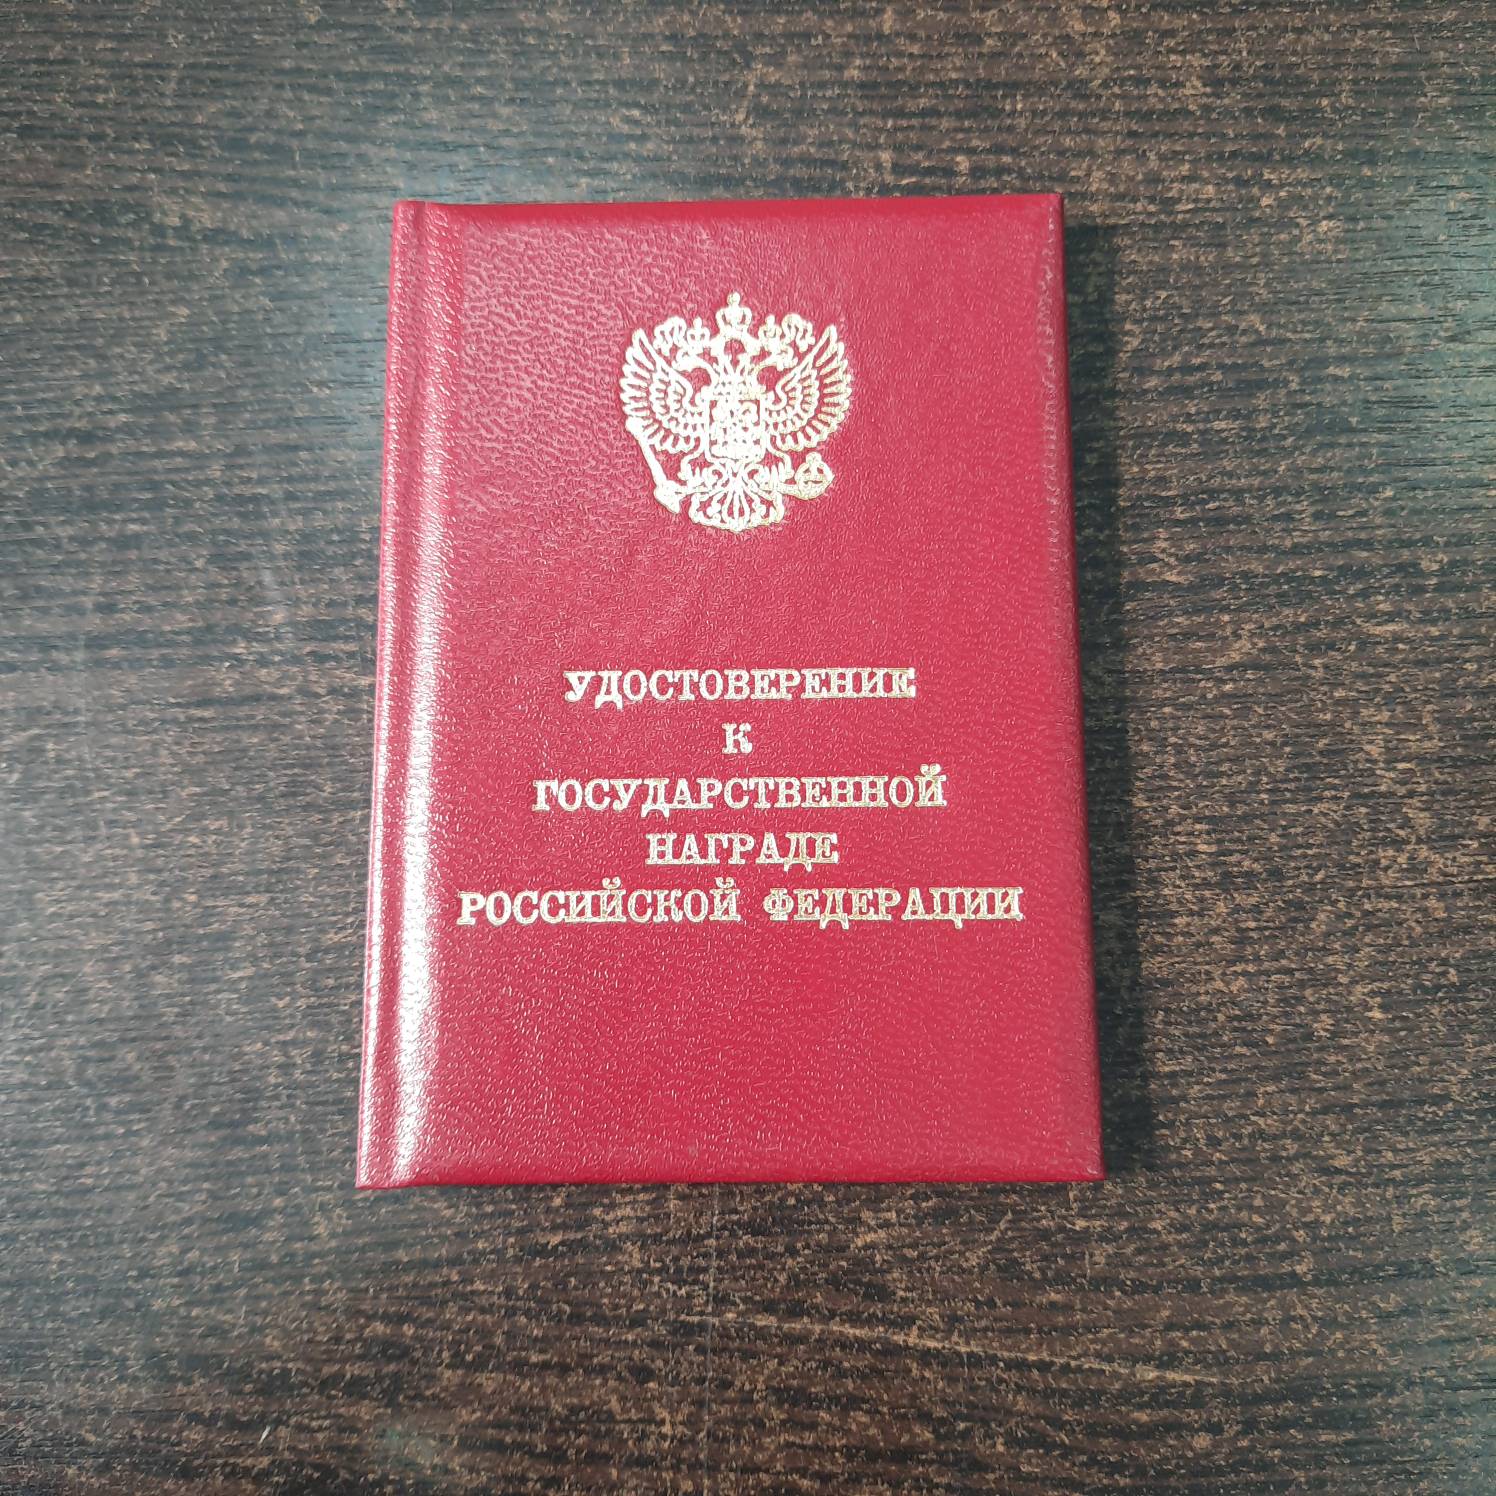 УДОСТОВЕРЕНИЕ
К
ГОСУДАРСТВЕННОЙ
НАГРАДЕ
РОССИЙСКОЙ ФЕДЕРАЦИИ